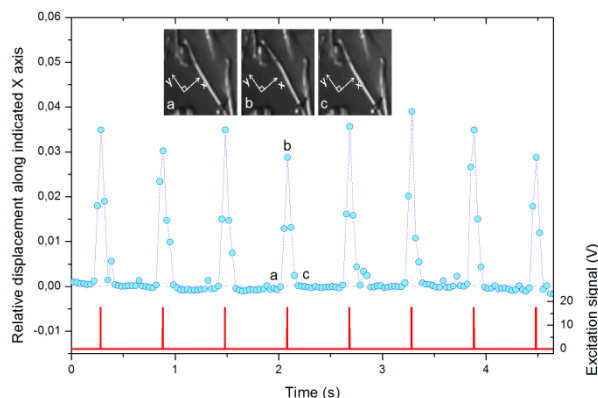 0,06
0,05
0,04
0,03
0,02
0,01
0,00
-0,01
Relative displacement along indicated X axis
y x a
y x b
y x c
b
a c
20
15
10
0
Excitation signal (V)
0 1 2 3 4
Time (s)